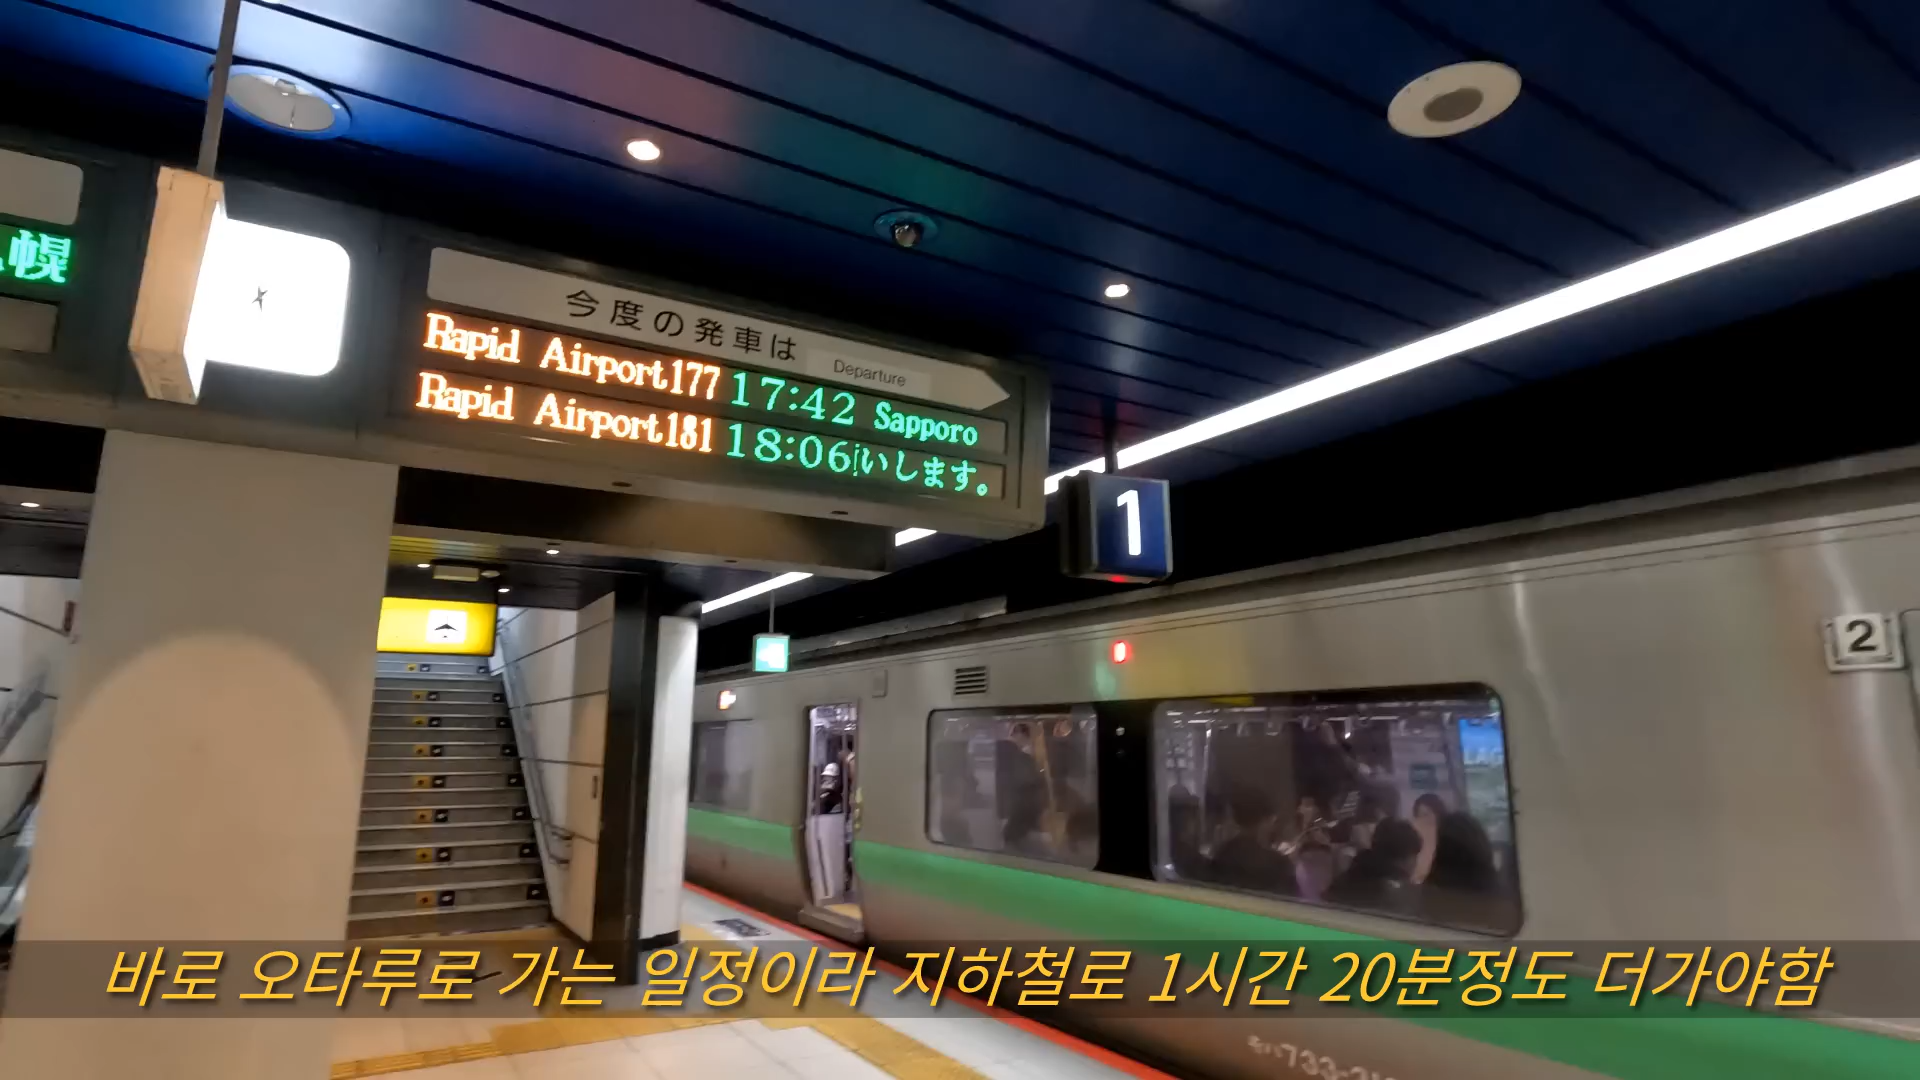 幌
今度の発車は
Departure
Rapid Airport177 17:42 Sapporo
Rapid Airport181 18:06 いします。
1
2
바로 오타루로 가는 일정이라 지하철로 1시간 20분정도 더가야함